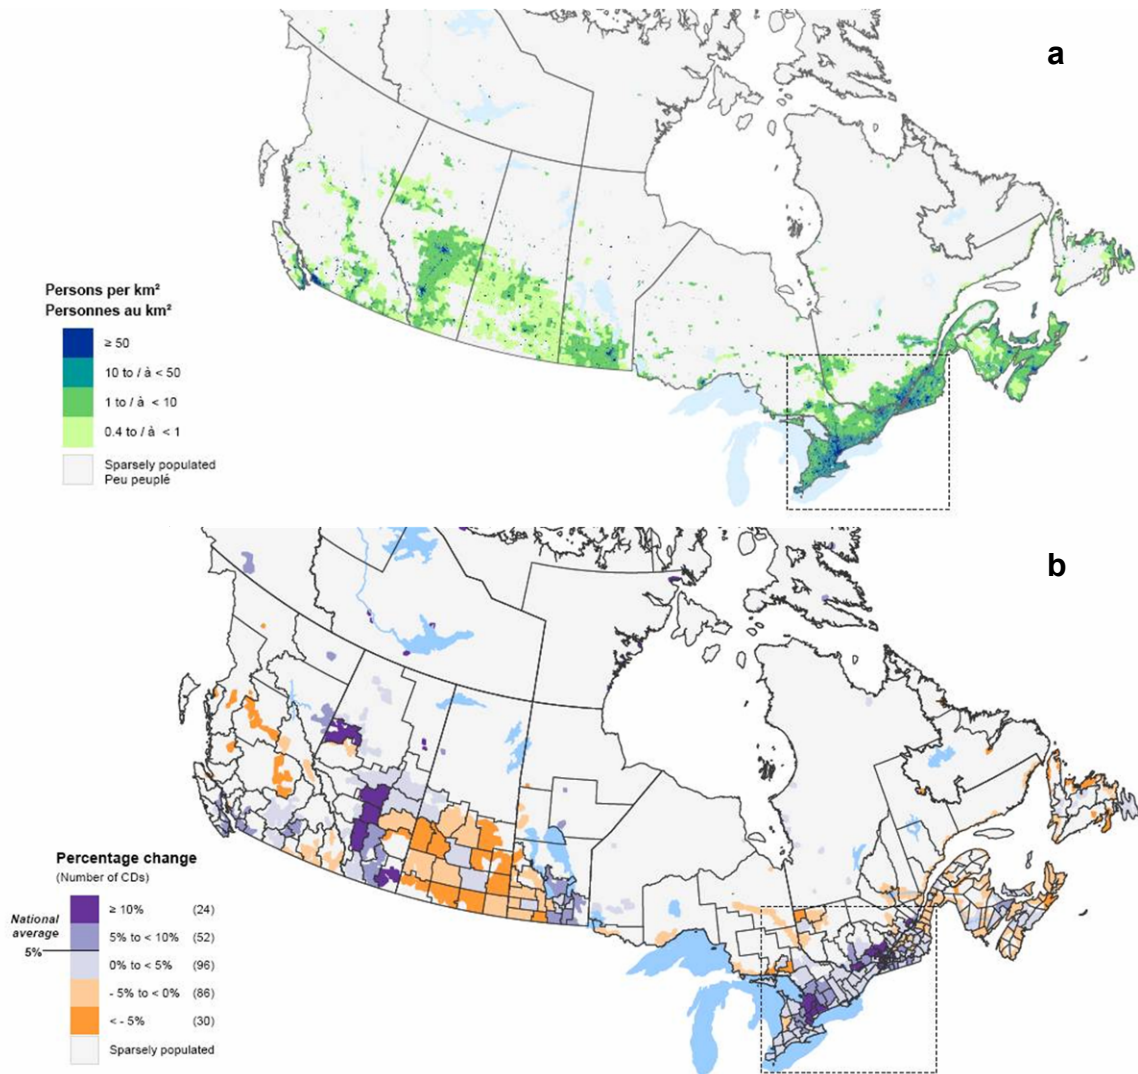 a
Persons per km²
Personnes au km²
≥ 50
10 to / à < 50
1 to / à < 10
0.4 to / à < 1
Sparsely populated
Peu peuplé
b
Percentage change
(Number of CDs)
≥ 10% (24)
National
average
5%
5% to < 10% (52)
0% to < 5% (96)
- 5% to < 0% (86)
< - 5% (30)
Sparsely populated